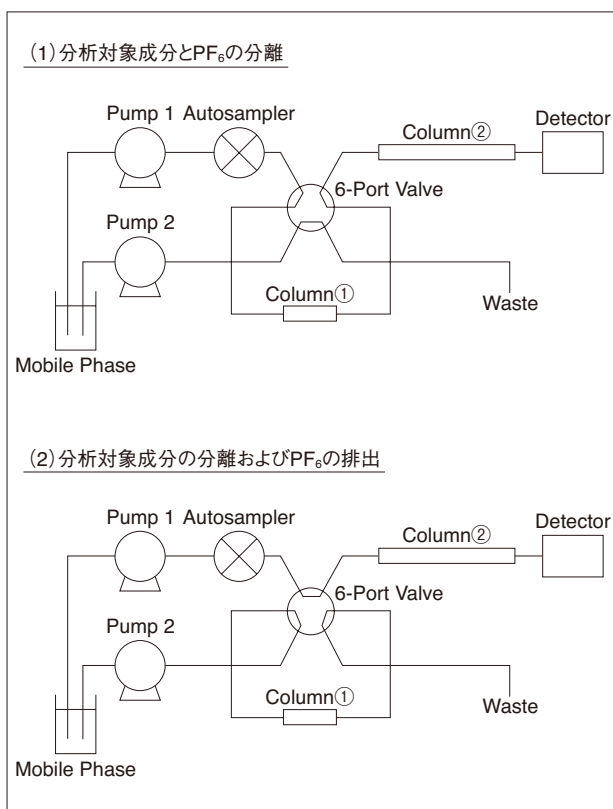 (1)分析対象成分とPF₆の分離
Pump 1 Autosampler
Detector
Column②
6-Port Valve
Pump 2
Column①
Waste
Mobile Phase
(2)分析対象成分の分離およびPF₆の排出
Pump 1 Autosampler
Detector
Column②
6-Port Valve
Pump 2
Column①
Waste
Mobile Phase